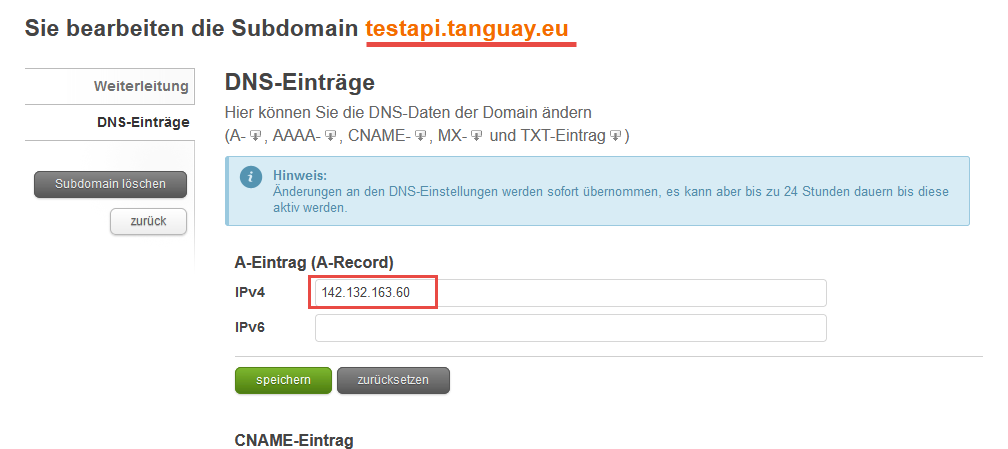 Sie bearbeiten die Subdomain testapi.tanguay.eu
Weiterleitung
DNS-Einträge
Subdomain löschen
zurück
DNS-Einträge
Hier können Sie die DNS-Daten der Domain ändern
(A- , AAAA- , CNAME- , MX- und TXT-Eintrag )
i
Hinweis:
Änderungen an den DNS-Einstellungen werden sofort übernommen, es kann aber bis zu 24 Stunden dauern bis diese
aktiv werden.
A-Eintrag (A-Record)
IPv4 142.132.163.60
IPv6
speichern zurücksetzen
CNAME-Eintrag